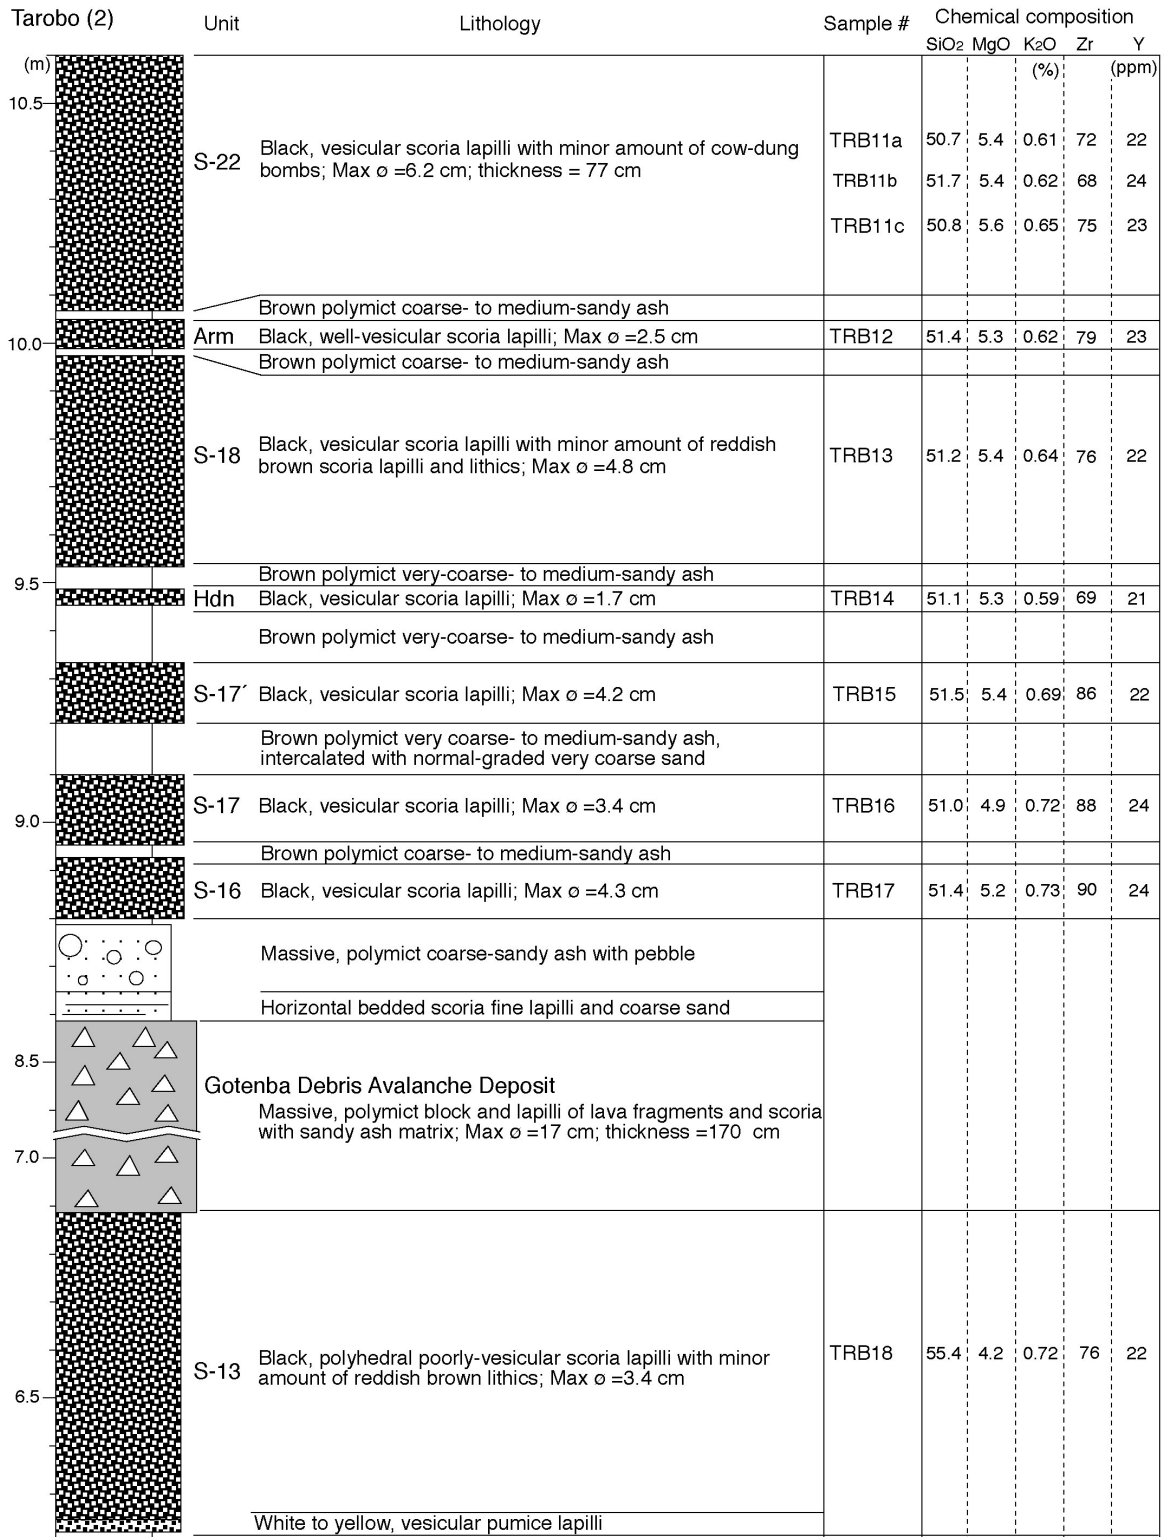 Tarobo (2) Unit Lithology Sample # Chemical composition
SiO2 MgO K2O Zr Y
(m) (%) (ppm)
10.5
TRB11a 50.7 5.4 0.61 72 22
S-22 Black, vesicular scoria lapilli with minor amount of cow-dung
bombs; Max ø =6.2 cm; thickness = 77 cm
TRB11b 51.7 5.4 0.62 68 24
TRB11c 50.8 5.6 0.65 75 23
Brown polymict coarse- to medium-sandy ash
10.0 Arm Black, well-vesicular scoria lapilli; Max ø =2.5 cm TRB12 51.4 5.3 0.62 79 23
Brown polymict coarse- to medium-sandy ash
S-18 Black, vesicular scoria lapilli with minor amount of reddish
brown scoria lapilli and lithics; Max ø =4.8 cm TRB13 51.2 5.4 0.64 76 22
Brown polymict very-coarse- to medium-sandy ash
9.5
Hdn Black, vesicular scoria lapilli; Max ø =1.7 cm TRB14 51.1 5.3 0.59 69 21
Brown polymict very-coarse- to medium-sandy ash
S-17´ Black, vesicular scoria lapilli; Max ø =4.2 cm TRB15 51.5 5.4 0.69 86 22
Brown polymict very coarse- to medium-sandy ash,
intercalated with normal-graded very coarse sand
S-17 Black, vesicular scoria lapilli; Max ø =3.4 cm TRB16 51.0 4.9 0.72 88 24
9.0
Brown polymict coarse- to medium-sandy ash
S-16 Black, vesicular scoria lapilli; Max ø =4.3 cm TRB17 51.4 5.2 0.73 90 24
Massive, polymict coarse-sandy ash with pebble
Horizontal bedded scoria fine lapilli and coarse sand
8.5
Gotenba Debris Avalanche Deposit
Massive, polymict block and lapilli of lava fragments and scoria
with sandy ash matrix; Max ø =17 cm; thickness =170 cm
7.0
S-13 Black, polyhedral poorly-vesicular scoria lapilli with minor TRB18 55.4 4.2 0.72 76 22
amount of reddish brown lithics; Max ø =3.4 cm
6.5
White to yellow, vesicular pumice lapilli